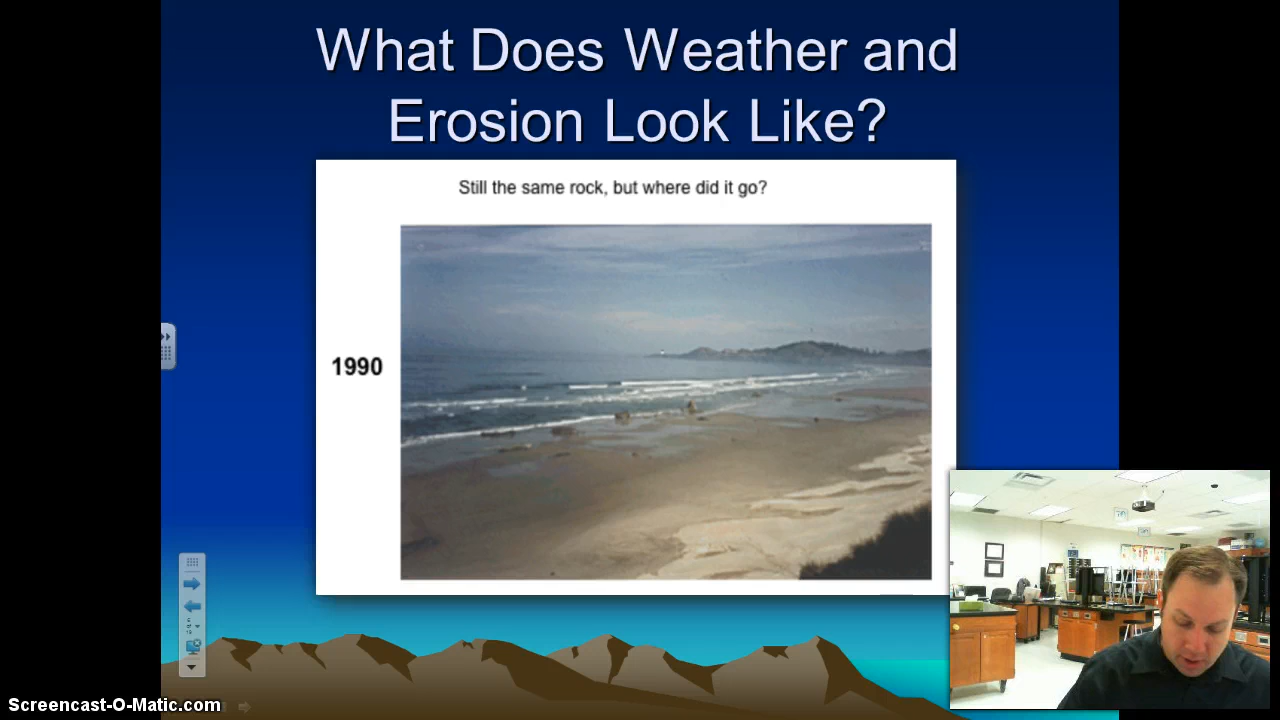 What Does Weather and
Erosion Look Like?
Still the same rock, but where did it go?
1990
Screencast-O-Matic.com